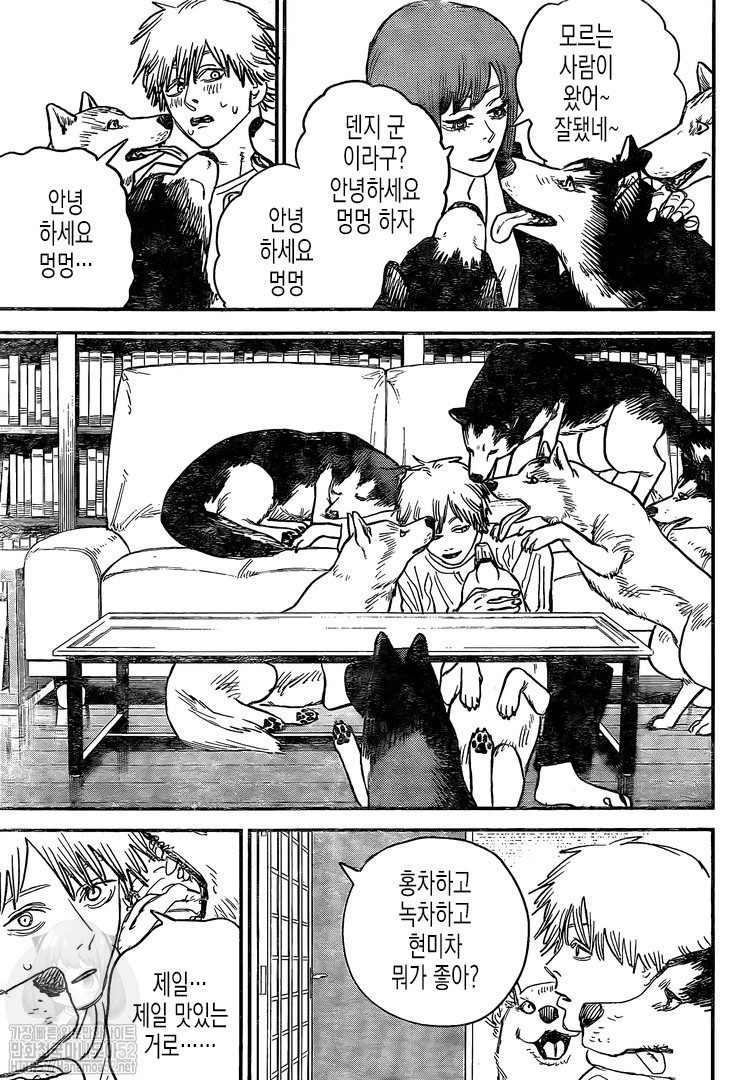 모르는
사람이
왔어~
잘됐네~
덴지 군
이라구?
안녕하세요
멍멍 하자
안녕
하세요
멍멍
안녕
하세요
멍멍…
홍차하고
녹차하고
현미차
뭐가 좋아?
제일…
제일 맛있는
거로……